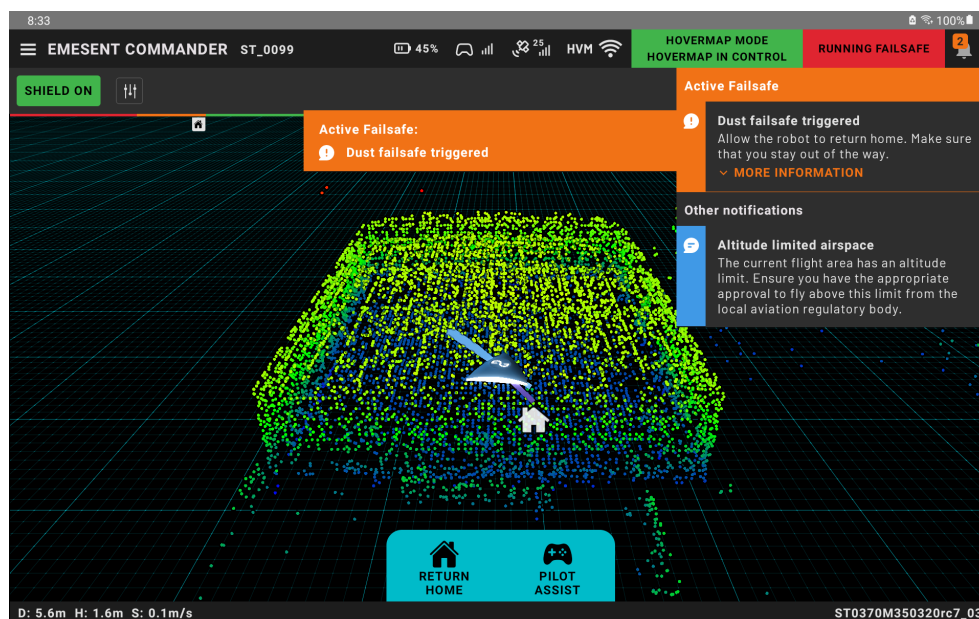 8:33
100%
EMESENT COMMANDER ST_0099
45%
25
HVM
HOVERMAP MODE
HOVERMAP IN CONTROL
RUNNING FAILSAFE
2
SHIELD ON
Active Failsafe:
Dust failsafe triggered
Active Failsafe
Dust failsafe triggered
Allow the robot to return home. Make sure
that you stay out of the way.
MORE INFORMATION
Other notifications
Altitude limited airspace
The current flight area has an altitude
limit. Ensure you have the appropriate
approval to fly above this limit from the
local aviation regulatory body.
RETURN
HOME
PILOT
ASSIST
D: 5.6m H: 1.6m S: 0.1m/s
ST0370M350320rc7_03